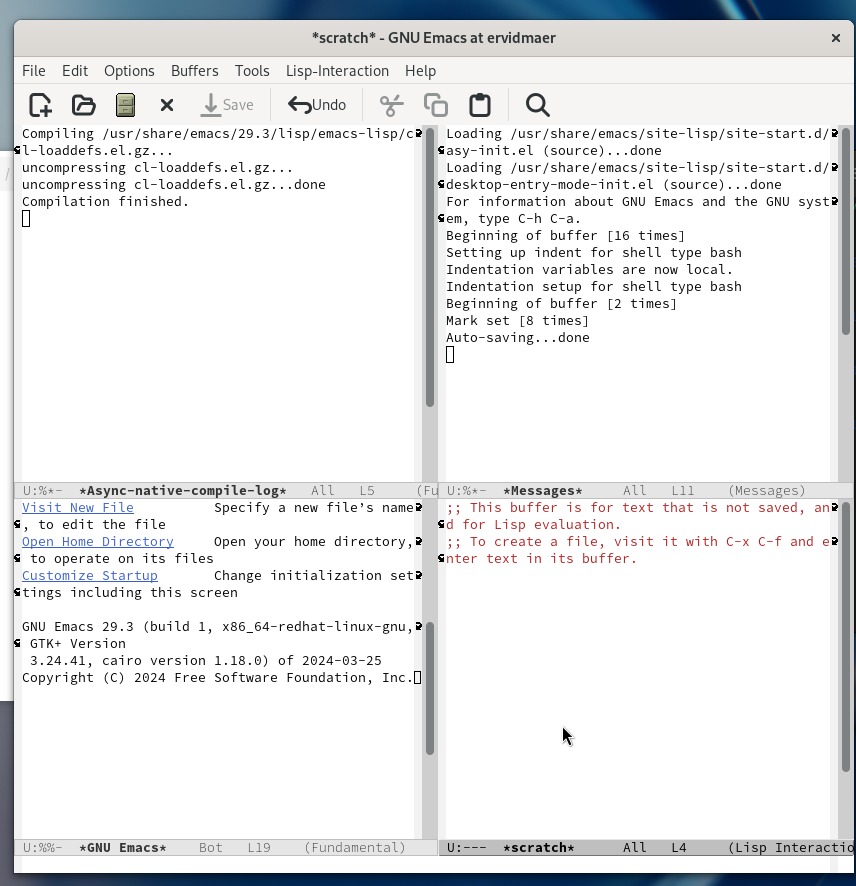 *scratch* - GNU Emacs at ervidmaer
File Edit Options Buffers Tools Lisp-Interaction Help
Save Undo
Compiling /usr/share/emacs/29.3/lisp/emacs-lisp/c
l-loaddefs.el.gz...
uncompressing cl-loaddefs.el.gz...
uncompressing cl-loaddefs.el.gz...done
Compilation finished.
U:%*- *Async-native-compile-log* All L5 (Fu
Loading /usr/share/emacs/site-lisp/site-start.d/
asy-init.el (source)...done
Loading /usr/share/emacs/site-lisp/site-start.d/
desktop-entry-mode-init.el (source)...done
For information about GNU Emacs and the GNU syst
em, type C-h C-a.
Beginning of buffer [16 times]
Setting up indent for shell type bash
Indentation variables are now local.
Indentation setup for shell type bash
Beginning of buffer [2 times]
Mark set [8 times]
Auto-saving...done
U:%*- *Messages* All L11 (Messages)
Visit New File Specify a new file’s name
, to edit the file
Open Home Directory Open your home directory,
to operate on its files
Customize Startup Change initialization set
tings including this screen
GNU Emacs 29.3 (build 1, x86_64-redhat-linux-gnu,
GTK+ Version
3.24.41, cairo version 1.18.0) of 2024-03-25
Copyright (C) 2024 Free Software Foundation, Inc.
U:%%- *GNU Emacs* Bot L19 (Fundamental)
;; This buffer is for text that is not saved, an
d for Lisp evaluation.
;; To create a file, visit it with C-x C-f and e
nter text in its buffer.
U:--- *scratch* All L4 (Lisp Interactio